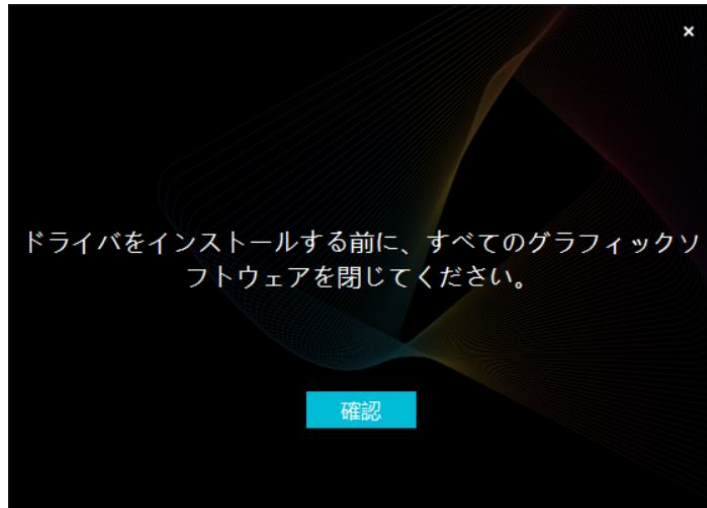 ドライバをインストールする前に、すべてのグラフィックソ
フトウェアを閉じてください。
確認